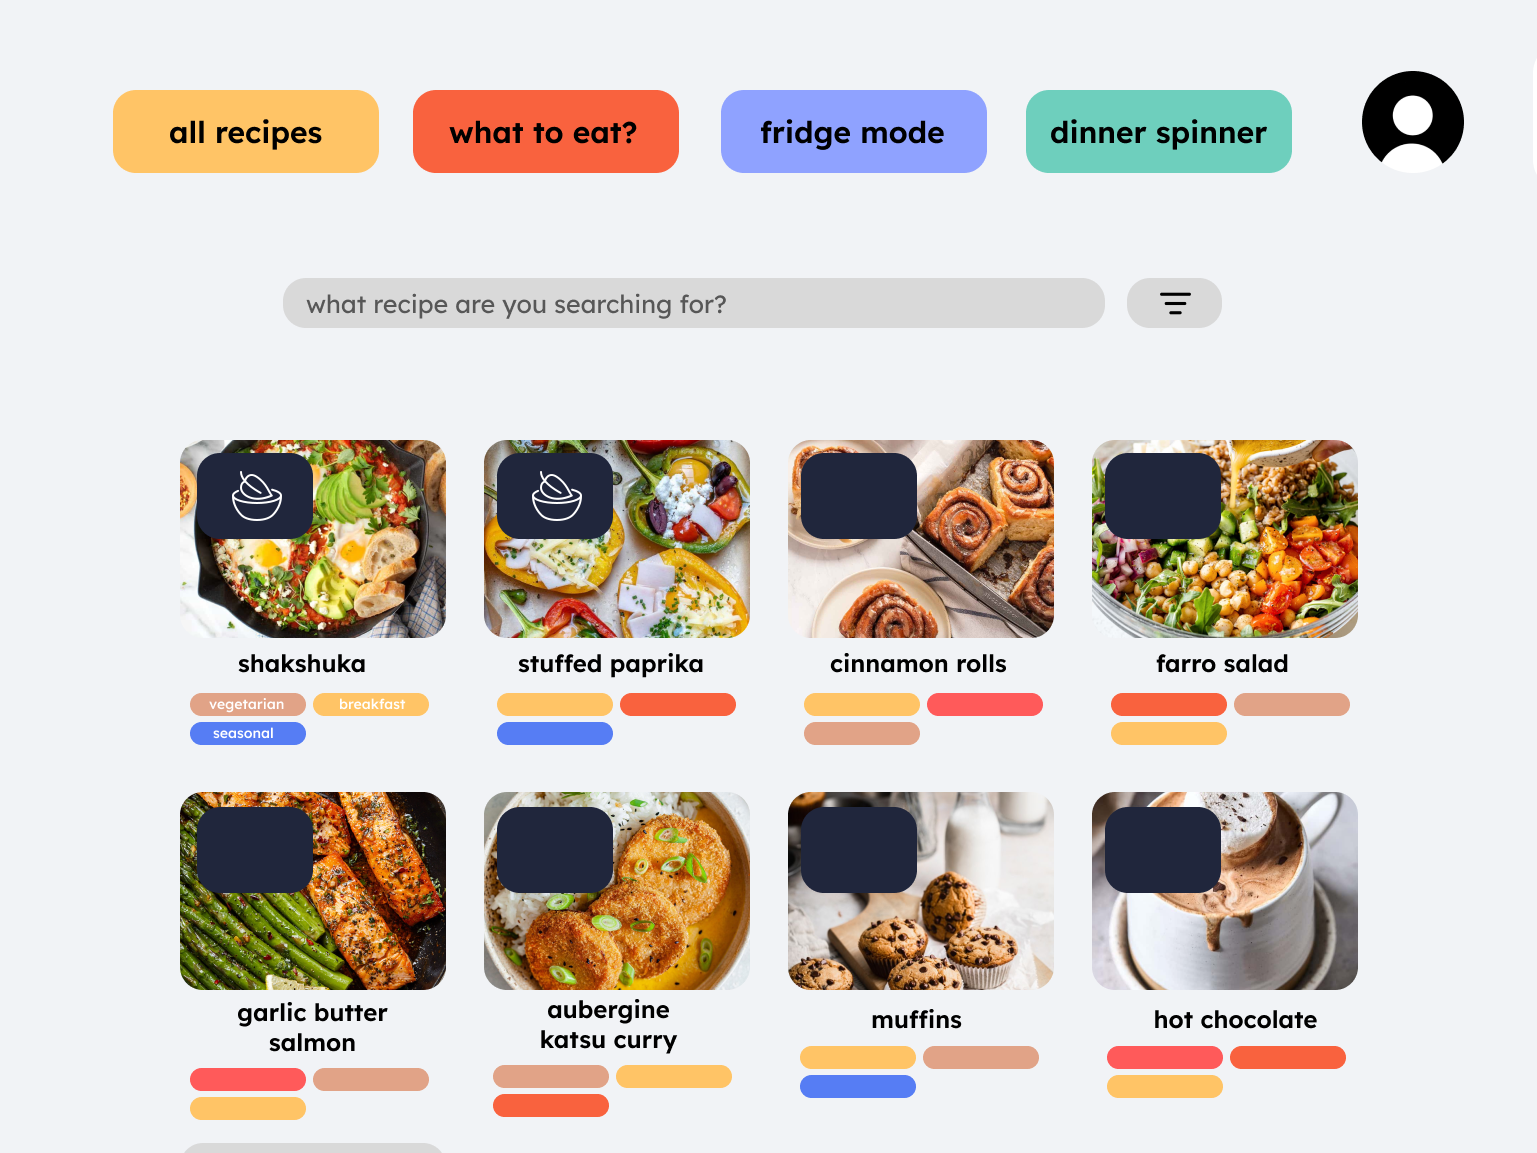 all recipes
what to eat?
fridge mode
dinner spinner
what recipe are you searching for?
shakshuka
stuffed paprika
cinnamon rolls
farro salad
vegetarian
breakfast
seasonal
garlic butter
salmon
aubergine
katsu curry
muffins
hot chocolate